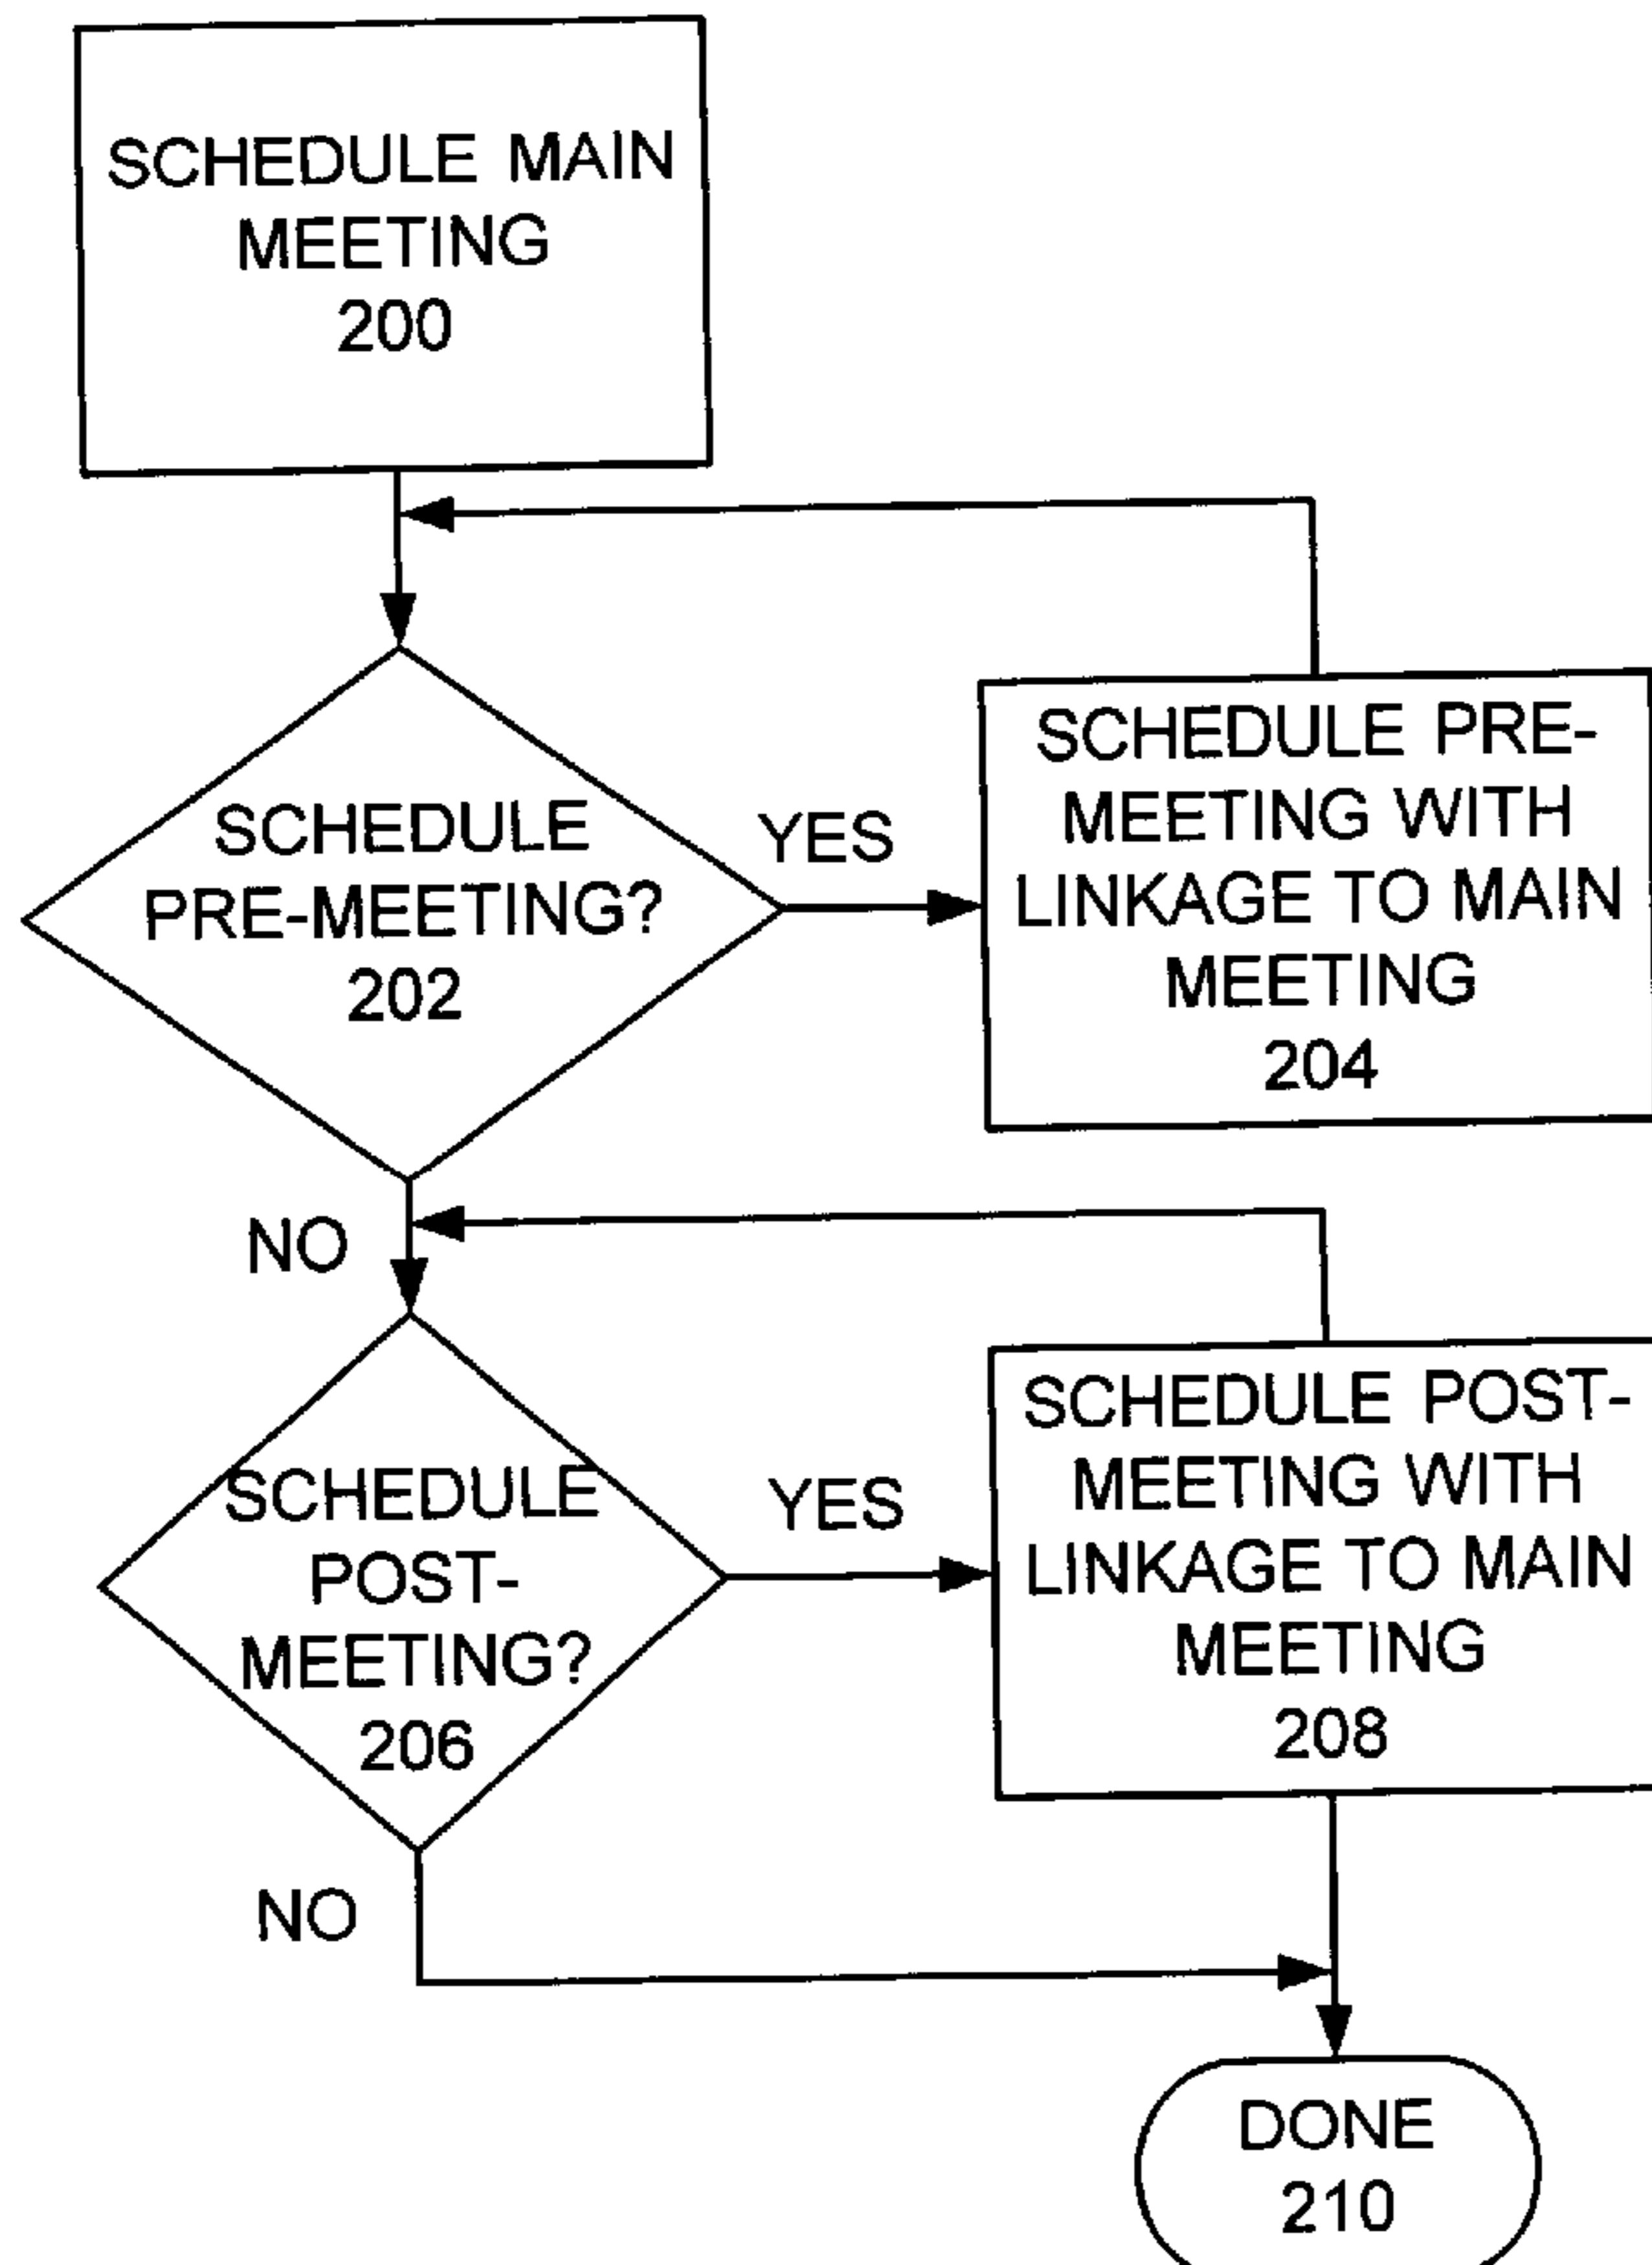 SCHEDULE MAIN
MEETING
200
SCHEDULE
PRE-MEETING?
202
YES
SCHEDULE PRE-
MEETING WITH
LINKAGE TO MAIN
MEETING
204
NO
SCHEDULE
POST-
MEETING?
206
YES
SCHEDULE POST-
MEETING WITH
LINKAGE TO MAIN
MEETING
208
NO
DONE
210